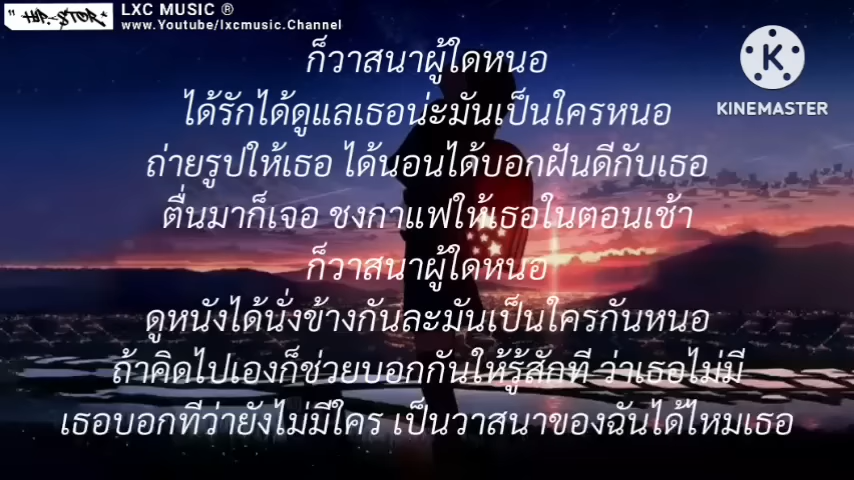 " HIP-STOR "
LXC MUSIC ®
www.Youtube/lxcmusic.Channel
KINEMASTER
ก็วาสนาผู้ใดหนอ
ได้รักได้ดูแลเธอน่ะมันเป็นใครหนอ
ถ่ายรูปให้เธอ ได้นอนได้บอกฝันดีกับเธอ
ตื่นมาก็เจอ ชงกาแฟให้เธอในตอนเช้า
ก็วาสนาผู้ใดหนอ
ดูหนังได้นั่งข้างกันละมันเป็นใครกันหนอ
ถ้าคิดไปเองก็ช่วยบอกกันให้รู้สักที ว่าเธอไม่มี
เธอบอกทีว่ายังไม่มีใคร เป็นวาสนาของฉันได้ไหมเธอ